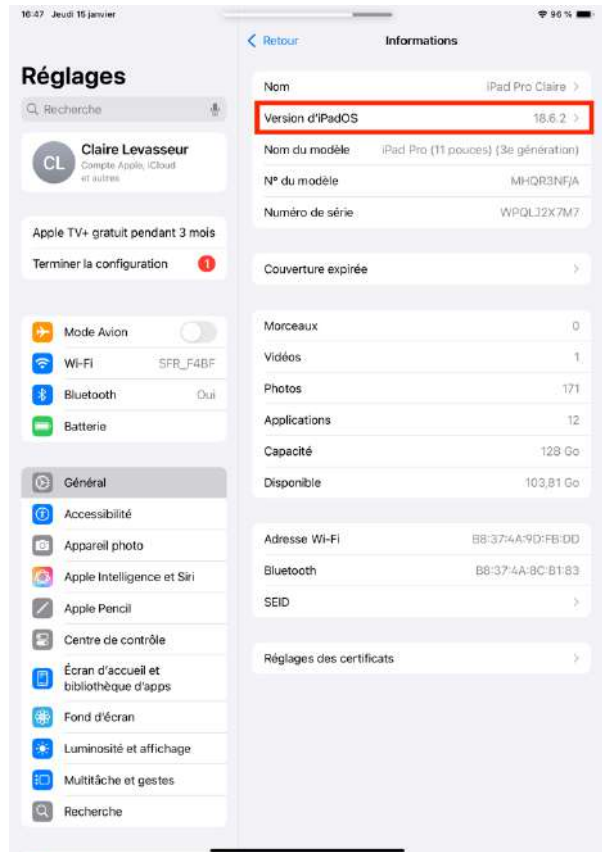 16:47 Jeudi 15 janvier
96 %
Réglages
Recherche
CL
Claire Levasseur
Compte Apple, iCloud
et autres
Apple TV+ gratuit pendant 3 mois
Terminer la configuration 1
Mode Avion
Wi-Fi SFR_F4BF
Bluetooth Oui
Batterie
Général
Accessibilité
Appareil photo
Apple Intelligence et Siri
Apple Pencil
Centre de contrôle
Écran d'accueil et
bibliothèque d'apps
Fond d'écran
Luminosité et affichage
Multitâche et gestes
Recherche
Retour Informations
Nom iPad Pro Claire
Version d'iPadOS 18.6.2
Nom du modèle iPad Pro (11 pouces) (3e génération)
N° du modèle MHQR3NF/A
Numéro de série WPQLJ2X7M7
Couverture expirée
Morceaux 0
Vidéos 1
Photos 171
Applications 12
Capacité 128 Go
Disponible 103,81 Go
Adresse Wi-Fi B8:37:4A:9D:FB:DD
Bluetooth B8:37:4A:8C:B1:83
SEID
Réglages des certificats